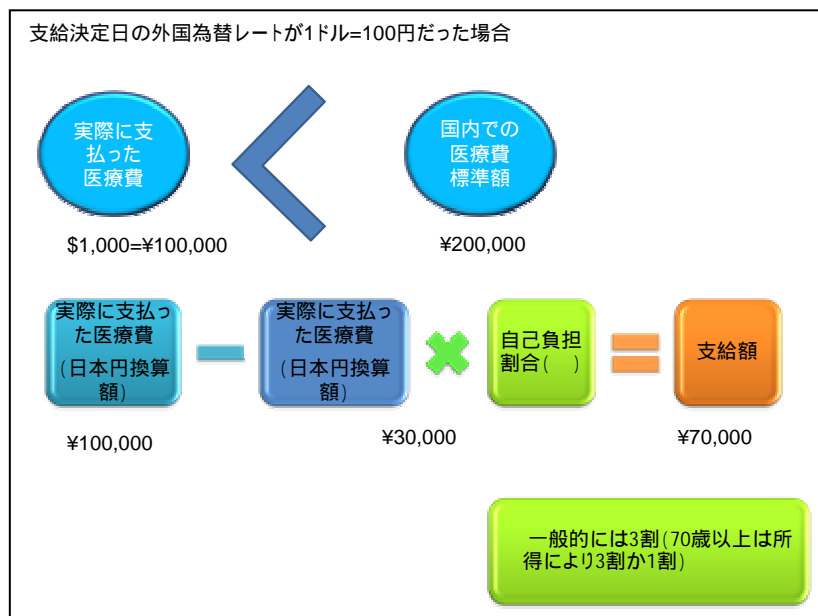 支給決定日の外国為替レートが1ドル=100円だった場合
実際に支
払った
医療費
国内での
医療費
標準額
$1,000=¥100,000
¥200,000
実際に支払っ
た医療費
(日本円換算
額)
実際に支払っ
た医療費
(日本円換算
額)
自己負担
割合(　)
支給額
¥100,000
¥30,000
¥70,000
一般的には3割(70歳以上は所
得により3割か1割)